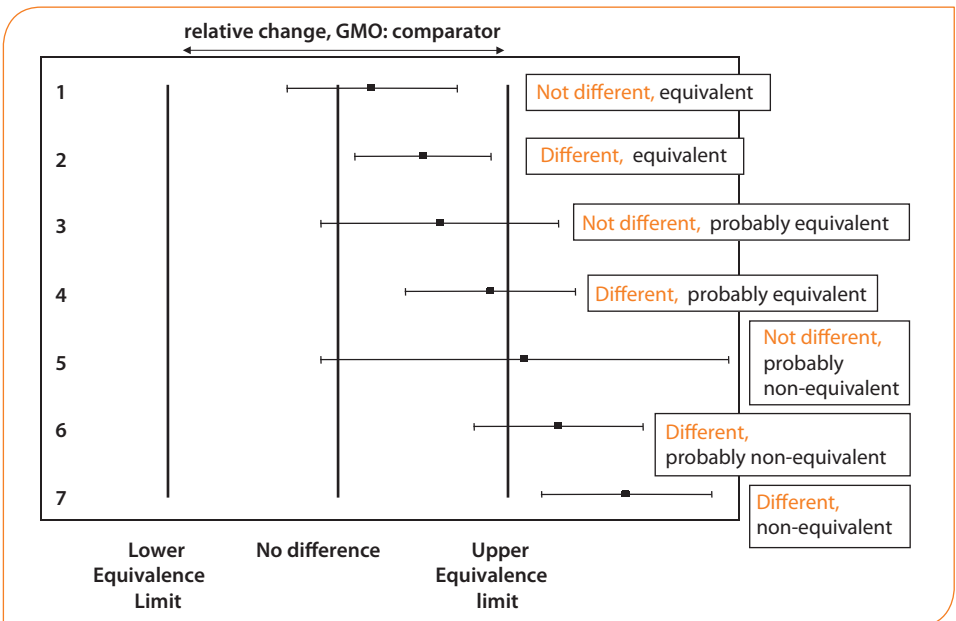 relative change, GMO: comparator
1
Not different, equivalent
2
Different, equivalent
3
Not different, probably equivalent
4
Different, probably equivalent
5
Not different,
probably
non-equivalent
6
Different,
probably non-equivalent
7
Different,
non-equivalent
Lower
Equivalence
Limit
No difference
Upper
Equivalence
limit